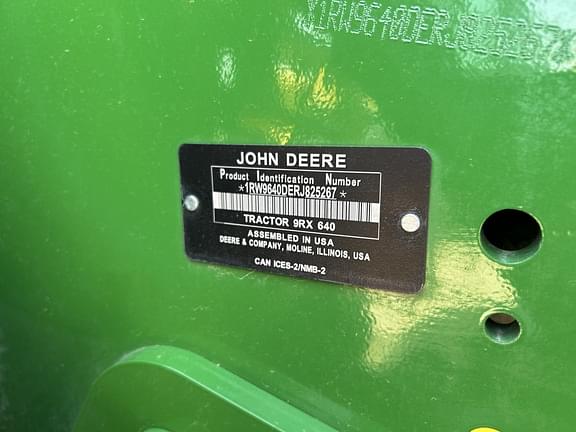 1RW9640DERJ825267
JOHN DEERE
Product Identification Number
*1RW9640DERJ825267*
TRACTOR 9RX 640
ASSEMBLED IN USA
DEERE & COMPANY, MOLINE, ILLINOIS, USA
CAN ICES-2/NMB-2